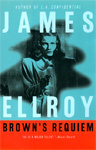 AUTHOR OF L.A. CONFIDENTIAL
JAMES
ELLROY
BROWN'S REQUIEM